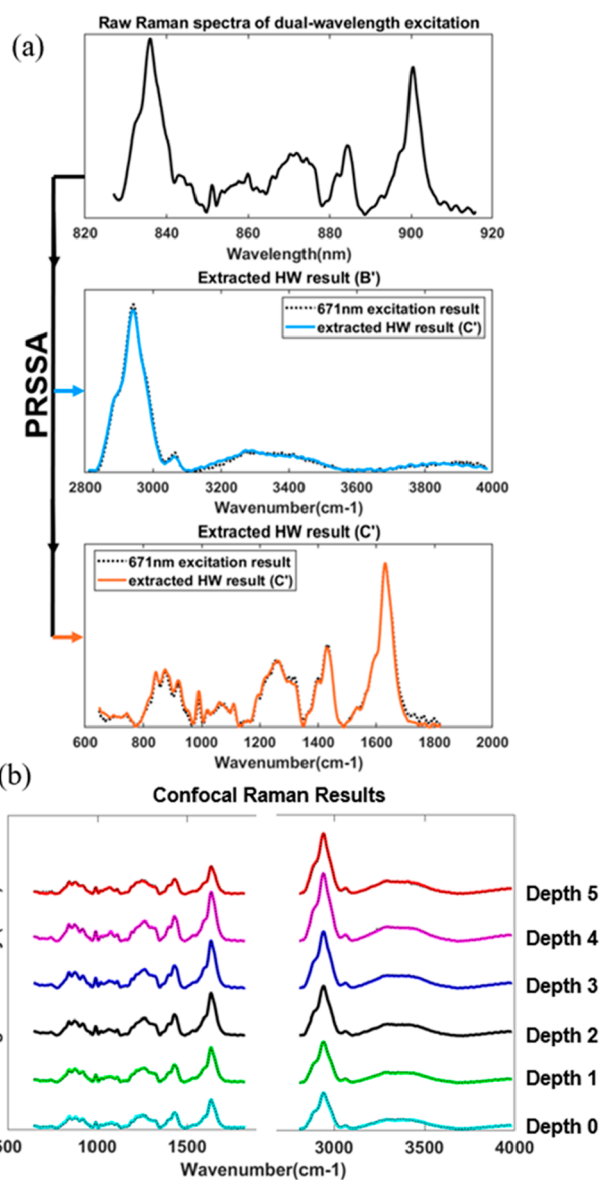 (a)
Raw Raman spectra of dual-wavelength excitation
820 840 860 880 900 920
Wavelength(nm)
PRSSA
Extracted HW result (B')
671nm excitation result
extracted HW result (C')
2800 3000 3200 3400 3600 3800 4000
Wavenumber(cm-1)
Extracted HW result (C')
671nm excitation result
extracted HW result (C')
600 800 1000 1200 1400 1600 1800 2000
Wavenumber(cm-1)
(b)
Confocal Raman Results
Depth 5
Depth 4
Depth 3
Depth 2
Depth 1
Depth 0
500 1000 1500 3000 3500 4000
Wavenumber(cm-1)